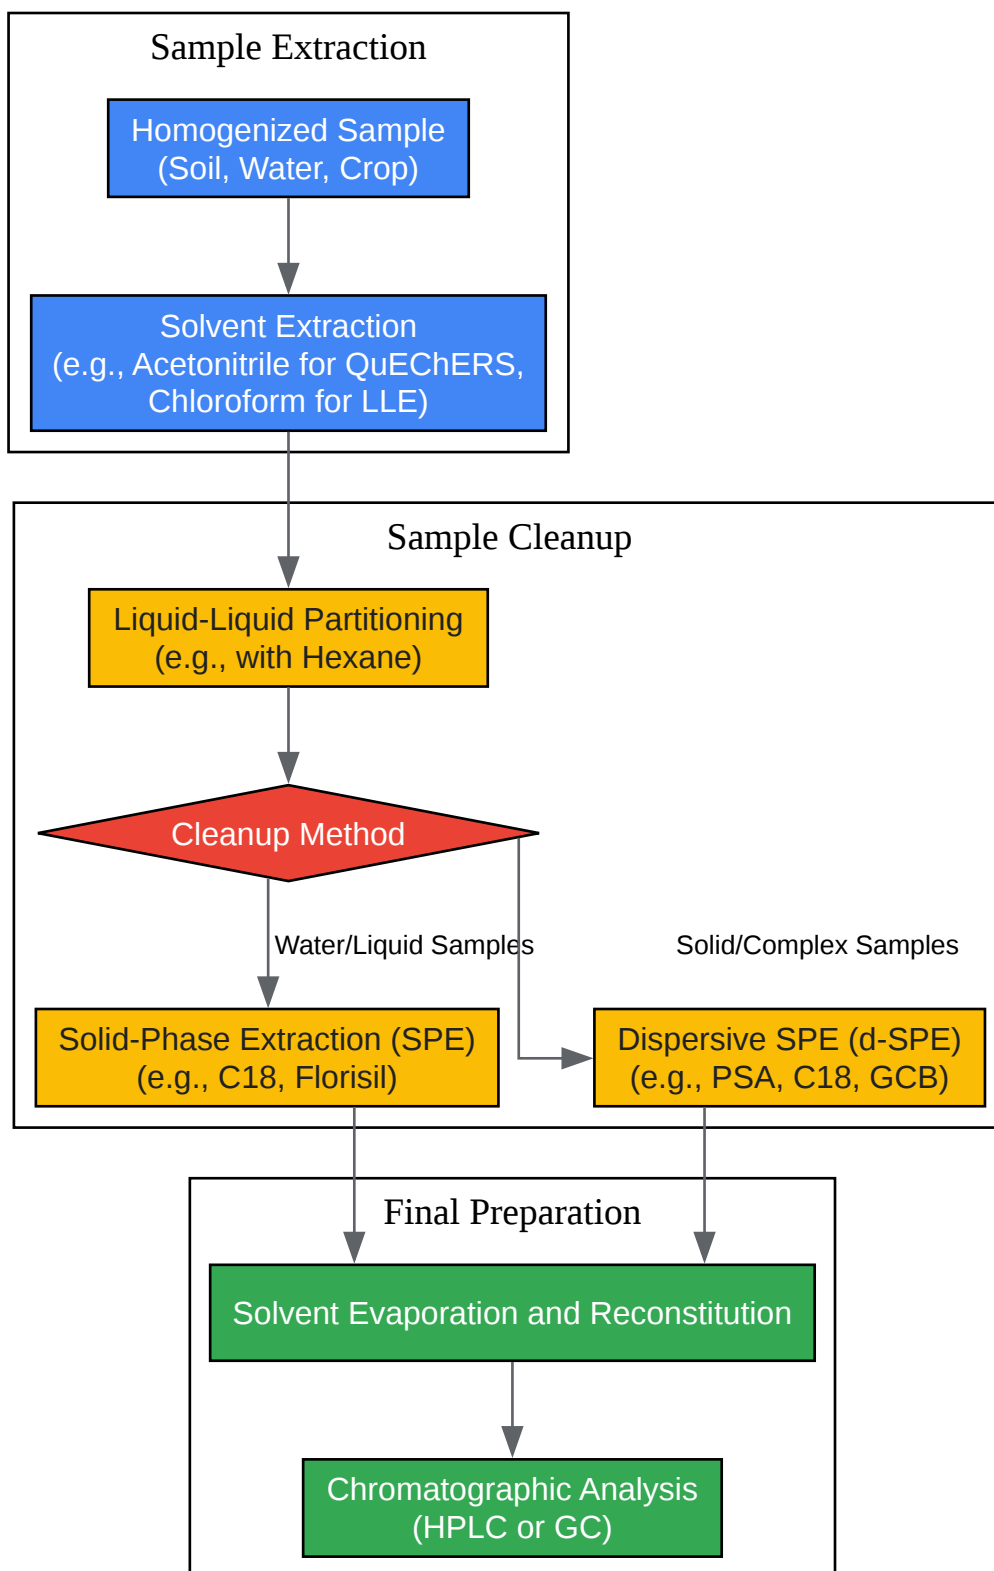 Sample Extraction
Homogenized Sample
(Soil, Water, Crop)
Solvent Extraction
(e.g., Acetonitrile for QuEChERS,
Chloroform for LLE)
Sample Cleanup
Liquid-Liquid Partitioning
(e.g., with Hexane)
Cleanup Method
Water/Liquid Samples
Solid/Complex Samples
Solid-Phase Extraction (SPE)
(e.g., C18, Florisil)
Dispersive SPE (d-SPE)
(e.g., PSA, C18, GCB)
Final Preparation
Solvent Evaporation and Reconstitution
Chromatographic Analysis
(HPLC or GC)